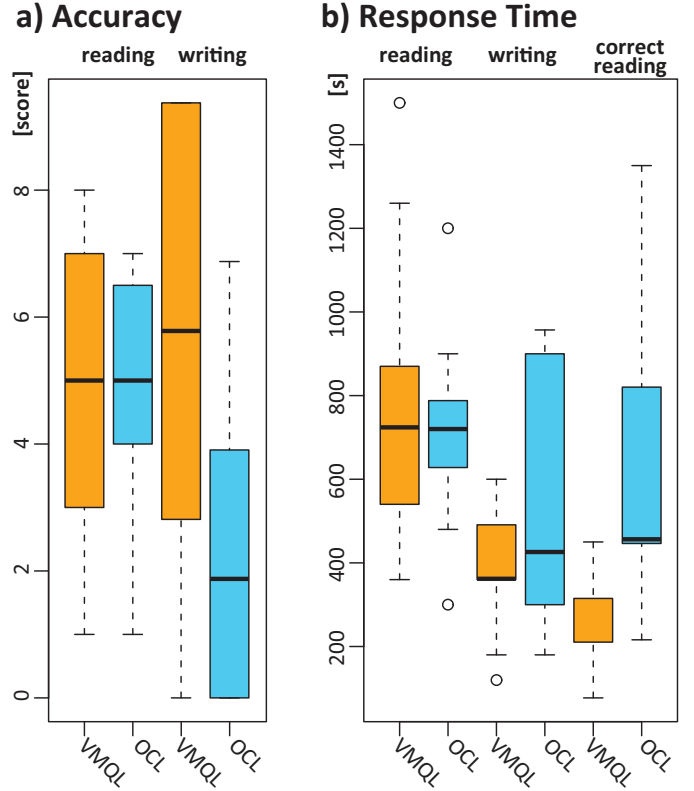 a) Accuracy
reading writing
[score]
8
6
4
2
0
VMQL
OCL
VMQL
OCL
b) Response Time
reading writing correct
reading
[s]
1400
1200
1000
800
600
400
200
VMQL
OCL
VMQL
OCL
VMQL
OCL